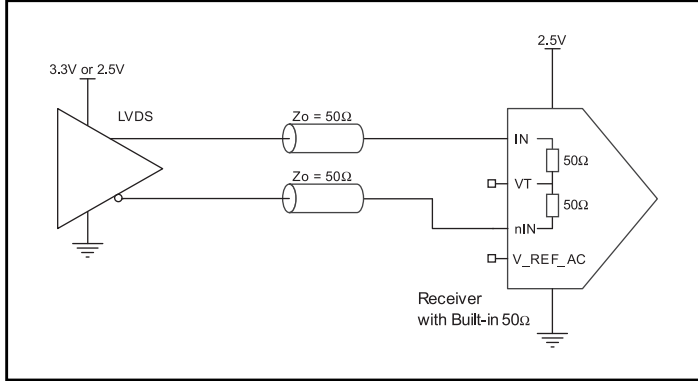 2.5V
3.3V or 2.5V
LVDS
Zo = 50Ω
IN
50Ω
Zo = 50Ω
VT
50Ω
nIN
V_REF_AC
Receiver
with Built-in 50Ω